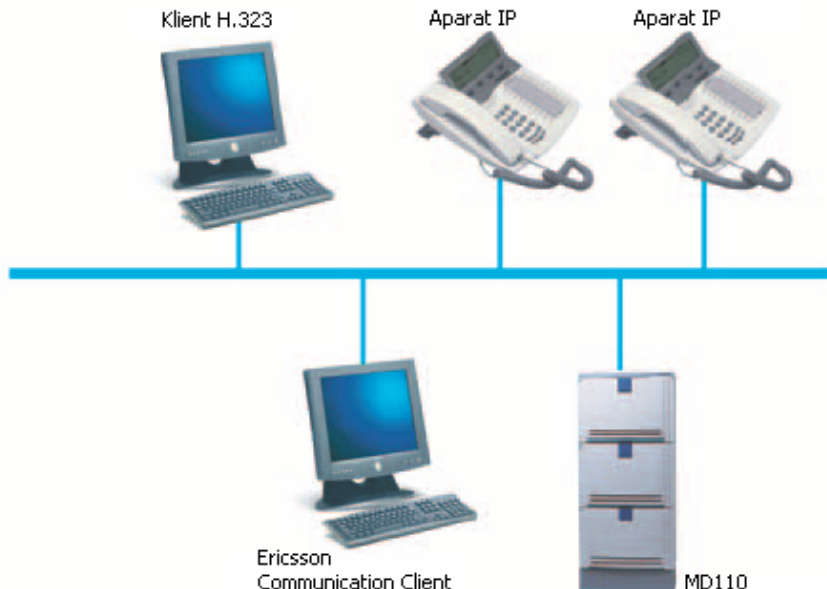 Klient H.323
Aparat IP
Aparat IP
Ericsson
Communication Client
MD110